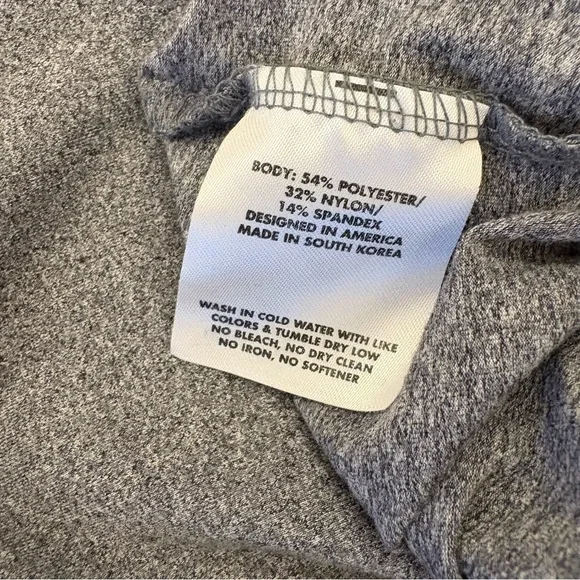 BODY: 54% POLYESTER/
32% NYLON/
14% SPANDEX
DESIGNED IN AMERICA
MADE IN SOUTH KOREA
WASH IN COLD WATER WITH LIKE
COLORS & TUMBLE DRY LOW
NO BLEACH, NO DRY CLEAN
NO IRON, NO SOFTENER